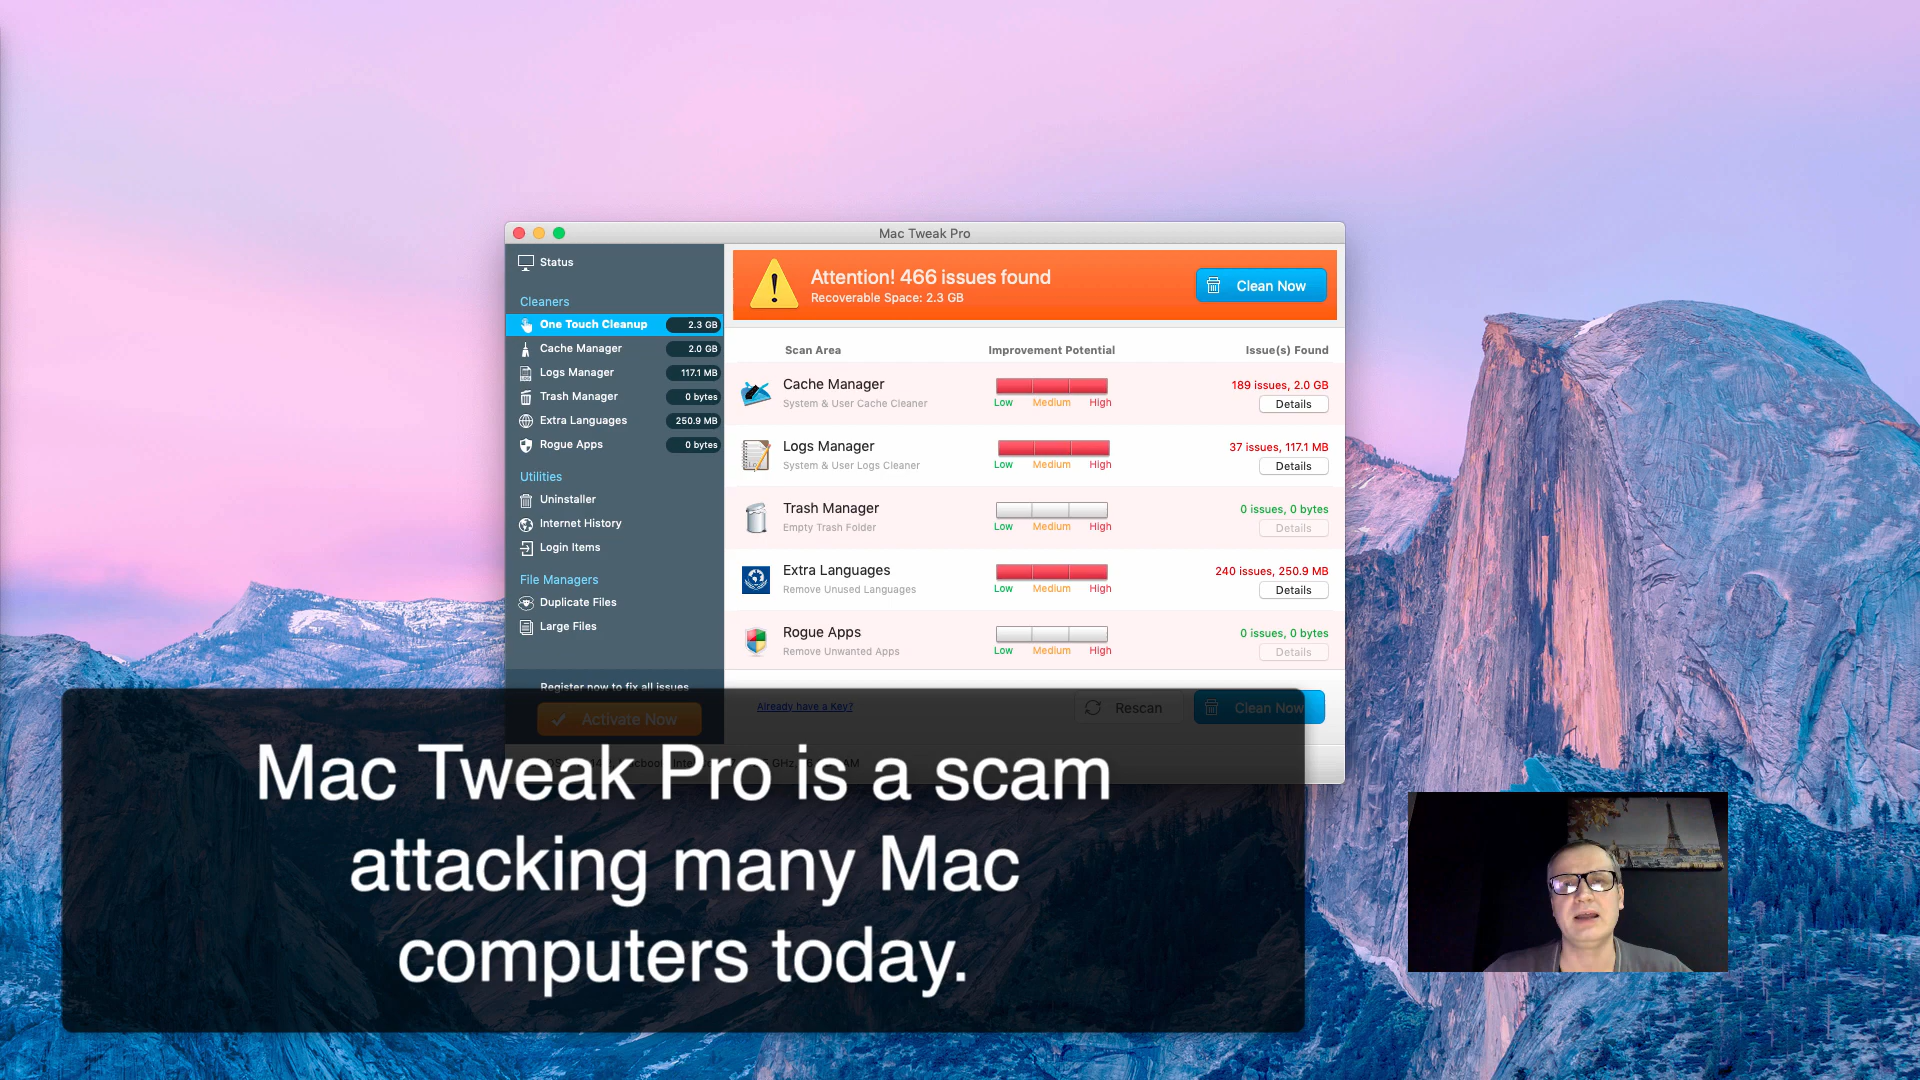 Mac Tweak Pro
Status
Cleaners
One Touch Cleanup 2.3 GB
Cache Manager 2.0 GB
Logs Manager 117.1 MB
Trash Manager 0 bytes
Extra Languages 250.9 MB
Rogue Apps 0 bytes
Utilities
Uninstaller
Internet History
Login Items
File Managers
Duplicate Files
Large Files
Register now to fix all issues
Activate Now
Attention! 466 issues found
Recoverable Space: 2.3 GB
Clean Now
Scan Area Improvement Potential Issue(s) Found
Cache Manager
System & User Cache Cleaner
Low Medium High
189 issues, 2.0 GB
Details
Logs Manager
System & User Logs Cleaner
Low Medium High
37 issues, 117.1 MB
Details
Trash Manager
Empty Trash Folder
Low Medium High
0 issues, 0 bytes
Details
Extra Languages
Remove Unused Languages
Low Medium High
240 issues, 250.9 MB
Details
Rogue Apps
Remove Unwanted Apps
Low Medium High
0 issues, 0 bytes
Details
Already have a Key?
Rescan
Clean Now
Mac Tweak Pro is a scam
attacking many Mac
computers today.